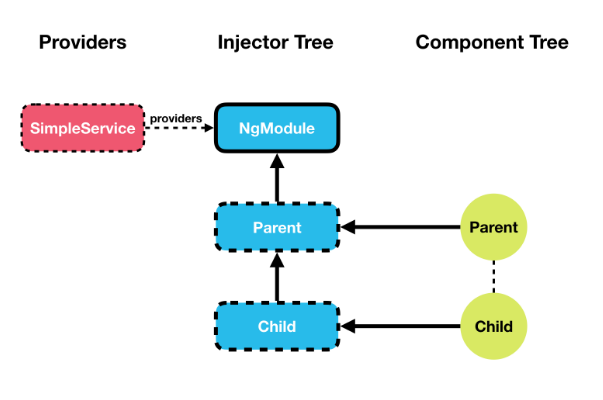 Providers
Injector Tree
Component Tree
SimpleService
providers
NgModule
Parent
Parent
Child
Child